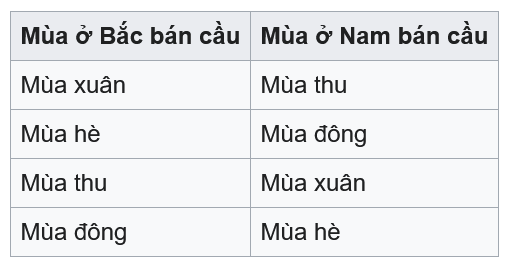 Mùa ở Bắc bán cầu Mùa ở Nam bán cầu
Mùa xuân Mùa thu
Mùa hè Mùa đông
Mùa thu Mùa xuân
Mùa đông Mùa hè